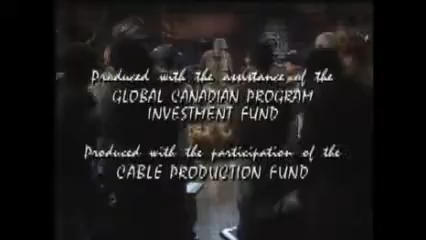 Produced with the assistance of the
GLOBAL CANADIAN PROGRAM
INVESTMENT FUND
Produced with the participation of the
CABLE PRODUCTION FUND